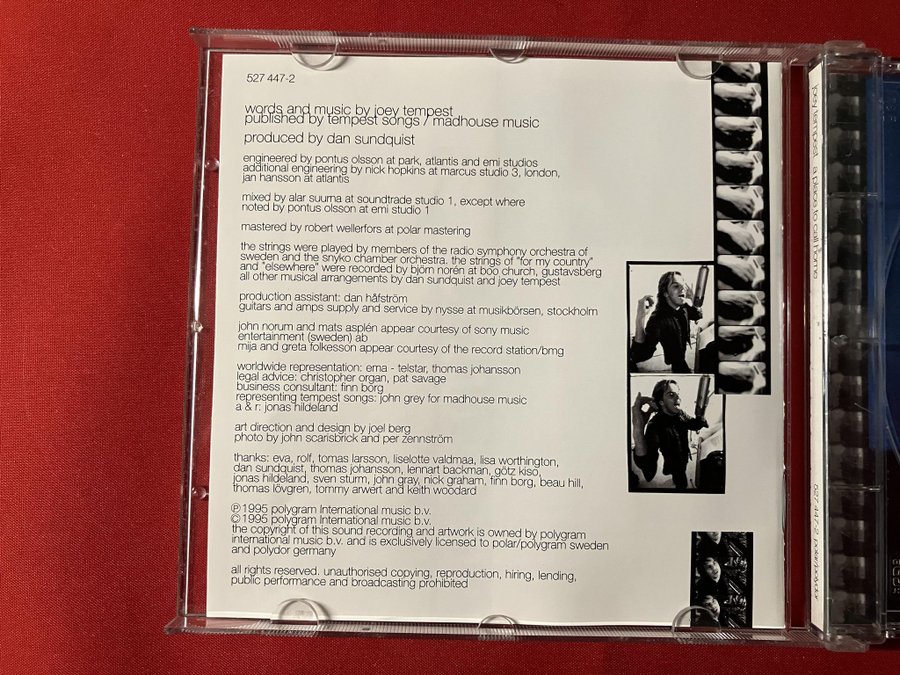 527 447-2
words and music by joey tempest
published by tempest songs / madhouse music
produced by dan sundquist
engineered by pontus olsson at park, atlantis and emi studios
additional engineering by nick hopkins at marcus studio 3, london,
jan hansson at atlantis
mixed by alar suurna at soundtrade studio 1, except where
noted by pontus olsson at emi studio 1
mastered by robert wellerfors at polar mastering
the strings were played by members of the radio symphony orchestra of
sweden and the snyko chamber orchestra. the strings of "for my country"
and "elsewhere" were recorded by björn norén at boo church, gustavsberg
all other musical arrangements by dan sundquist and joey tempest
production assistant: dan håfström
guitars and amps supply and service by nysse at musikbörsen, stockholm
john norum and mats asplén appear courtesy of sony music
entertainment (sweden) ab
mija and greta folkesson appear courtesy of the record station/bmg
worldwide representation: ema - telstar, thomas johansson
legal advice: christopher organ, pat savage
business consultant: finn borg
representing tempest songs: john grey for madhouse music
a & r: jonas hildeland
art direction and design by joel berg
photo by john scarisbrick and per zennström
thanks: eva, rolf, tomas larsson, liselotte valdmaa, lisa worthington,
dan sundquist, thomas johansson, lennart backman, götz kiso,
jonas hildeland, sven sturm, john gray, nick graham, finn borg, beau hill,
thomas lövgren, tommy arwert and keith woodard
℗ 1995 polygram International music b.v.
© 1995 polygram International music b.v.
the copyright of this sound recording and artwork is owned by polygram
international music b.v. and is exclusively licensed to polar/polygram sweden
and polydor germany
all rights reserved. unauthorised copying, reproduction, hiring, lending,
public performance and broadcasting prohibited
joey tempest a place to call home
527 447-2 polar/polydor